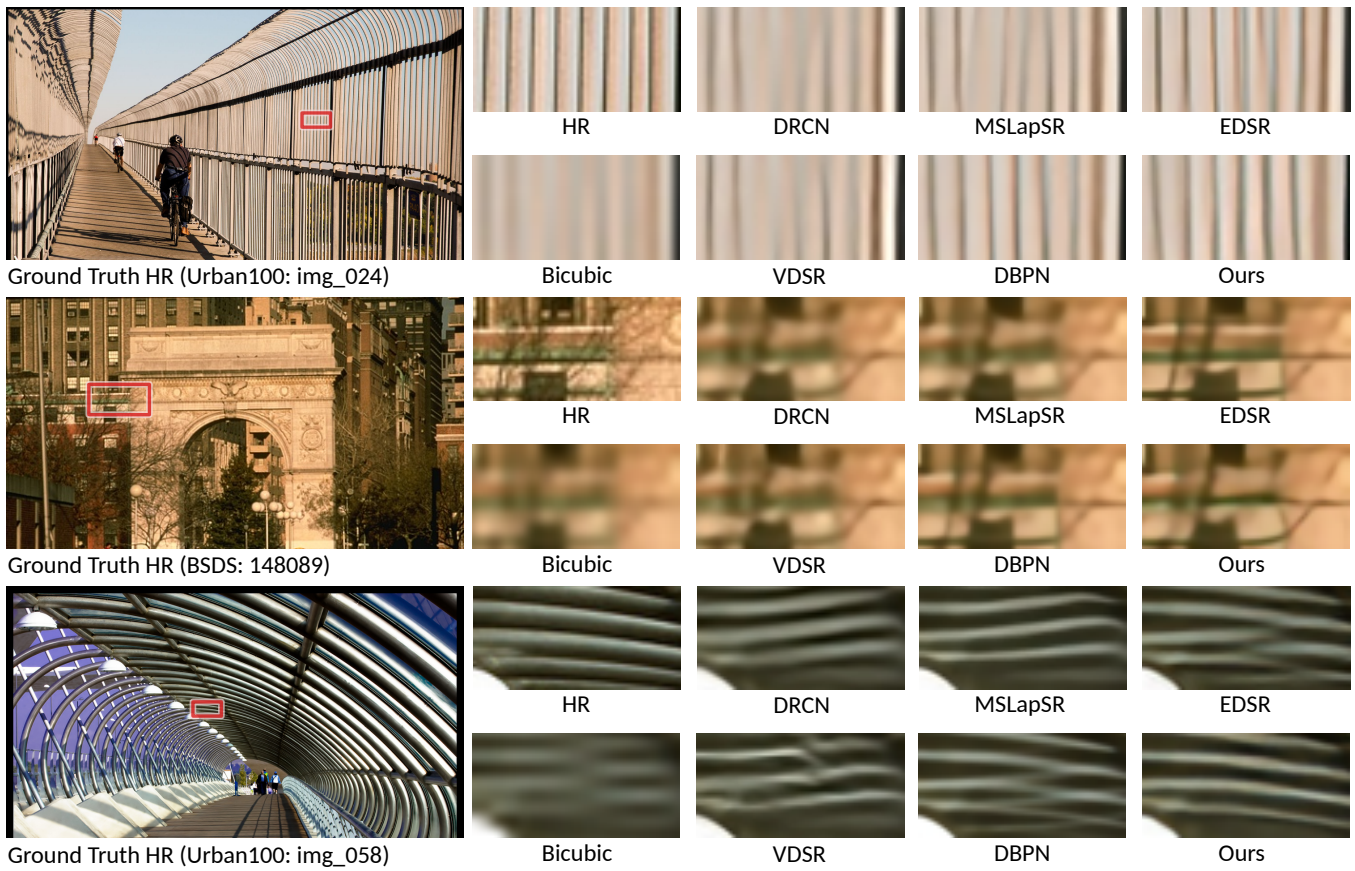 HR DRCN MSLapSR EDSR
Ground Truth HR (Urban100: img_024) Bicubic VDSR DBPN Ours
HR DRCN MSLapSR EDSR
Ground Truth HR (BSDS: 148089) Bicubic VDSR DBPN Ours
HR DRCN MSLapSR EDSR
Ground Truth HR (Urban100: img_058) Bicubic VDSR DBPN Ours